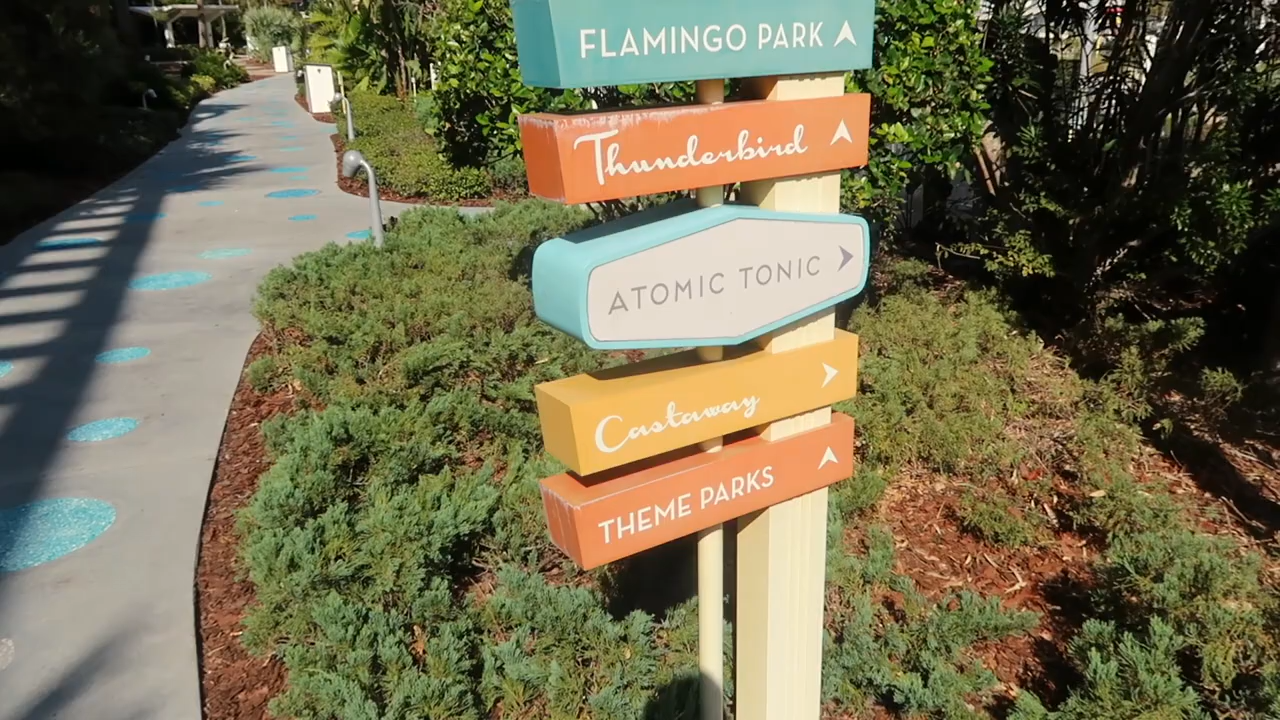 FLAMINGO PARK
Thunderbird
ATOMIC TONIC
Castaway
THEME PARKS